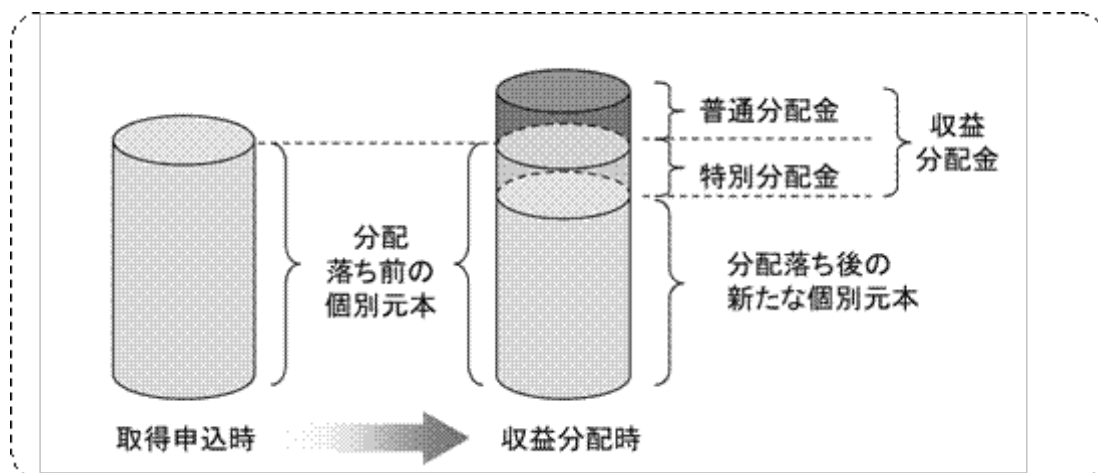 普通分配金
特別分配金
収益
分配金
分配
落ち前の
個別元本
分配落ち後の
新たな個別元本
取得申込時
収益分配時